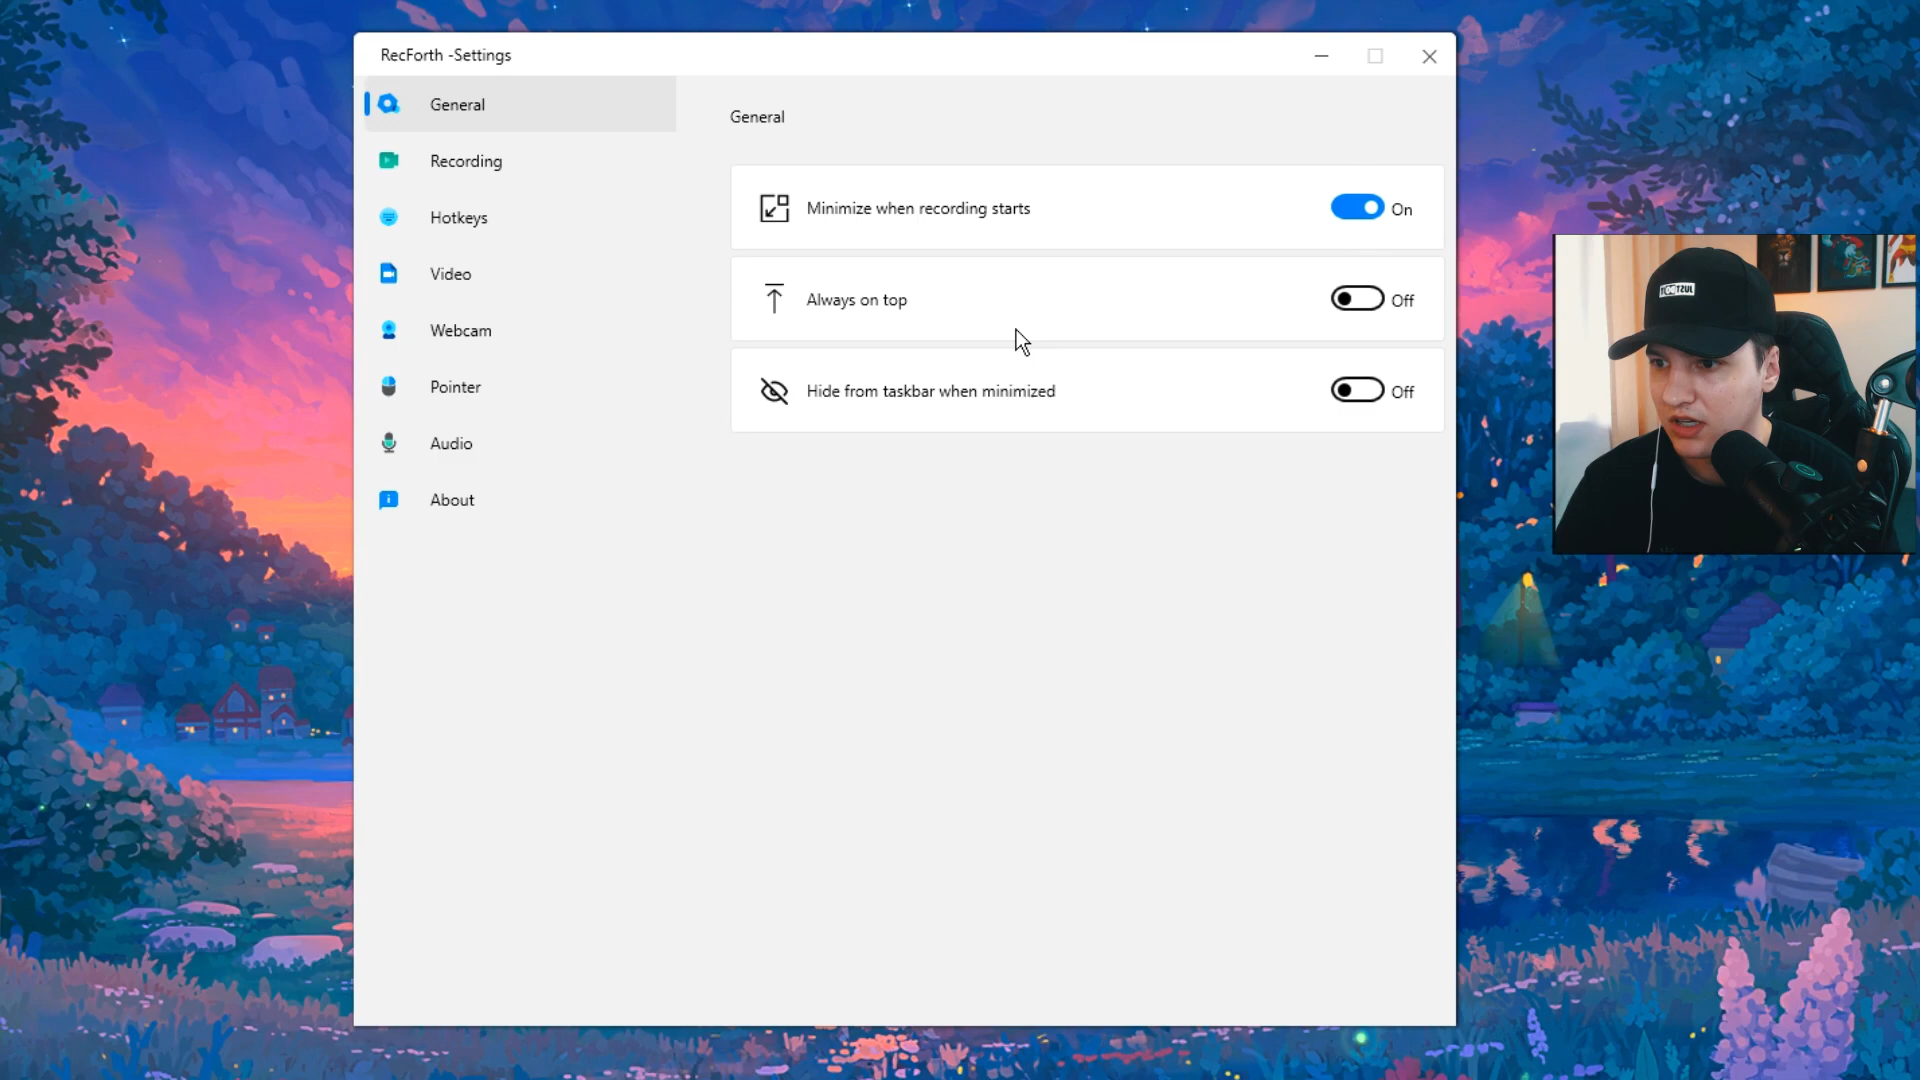 RecForth -Settings
General
Recording
Hotkeys
Video
Webcam
Pointer
Audio
About
General
Minimize when recording starts
On
Always on top
Off
Hide from taskbar when minimized
Off